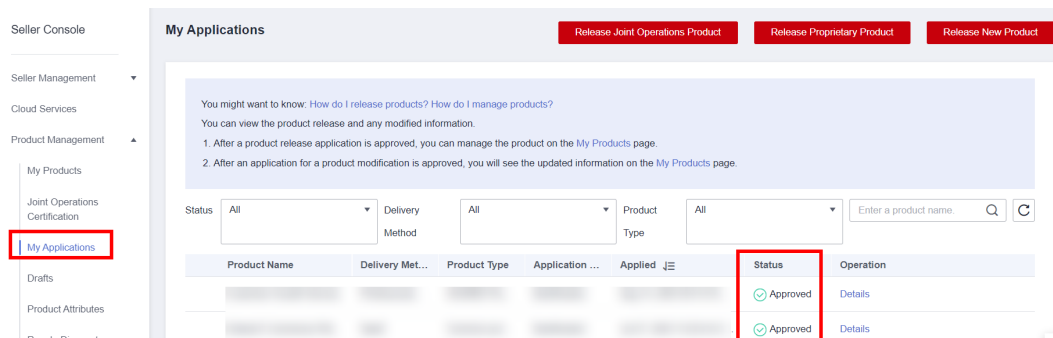 Seller Console
My Applications
Release Joint Operations Product
Release Proprietary Product
Release New Product
Seller Management
Cloud Services
Product Management
My Products
Joint Operations
Certification
My Applications
Drafts
Product Attributes
You might want to know: How do I release products? How do I manage products?
You can view the product release and any modified information.
1. After a product release application is approved, you can manage the product on the My Products page.
2. After an application for a product modification is approved, you will see the updated information on the My Products page.
Status All
Delivery Method All
Product Type All
Enter a product name.
Product Name Delivery Met... Product Type Application ... Applied Status Operation
Approved Details
Approved Details